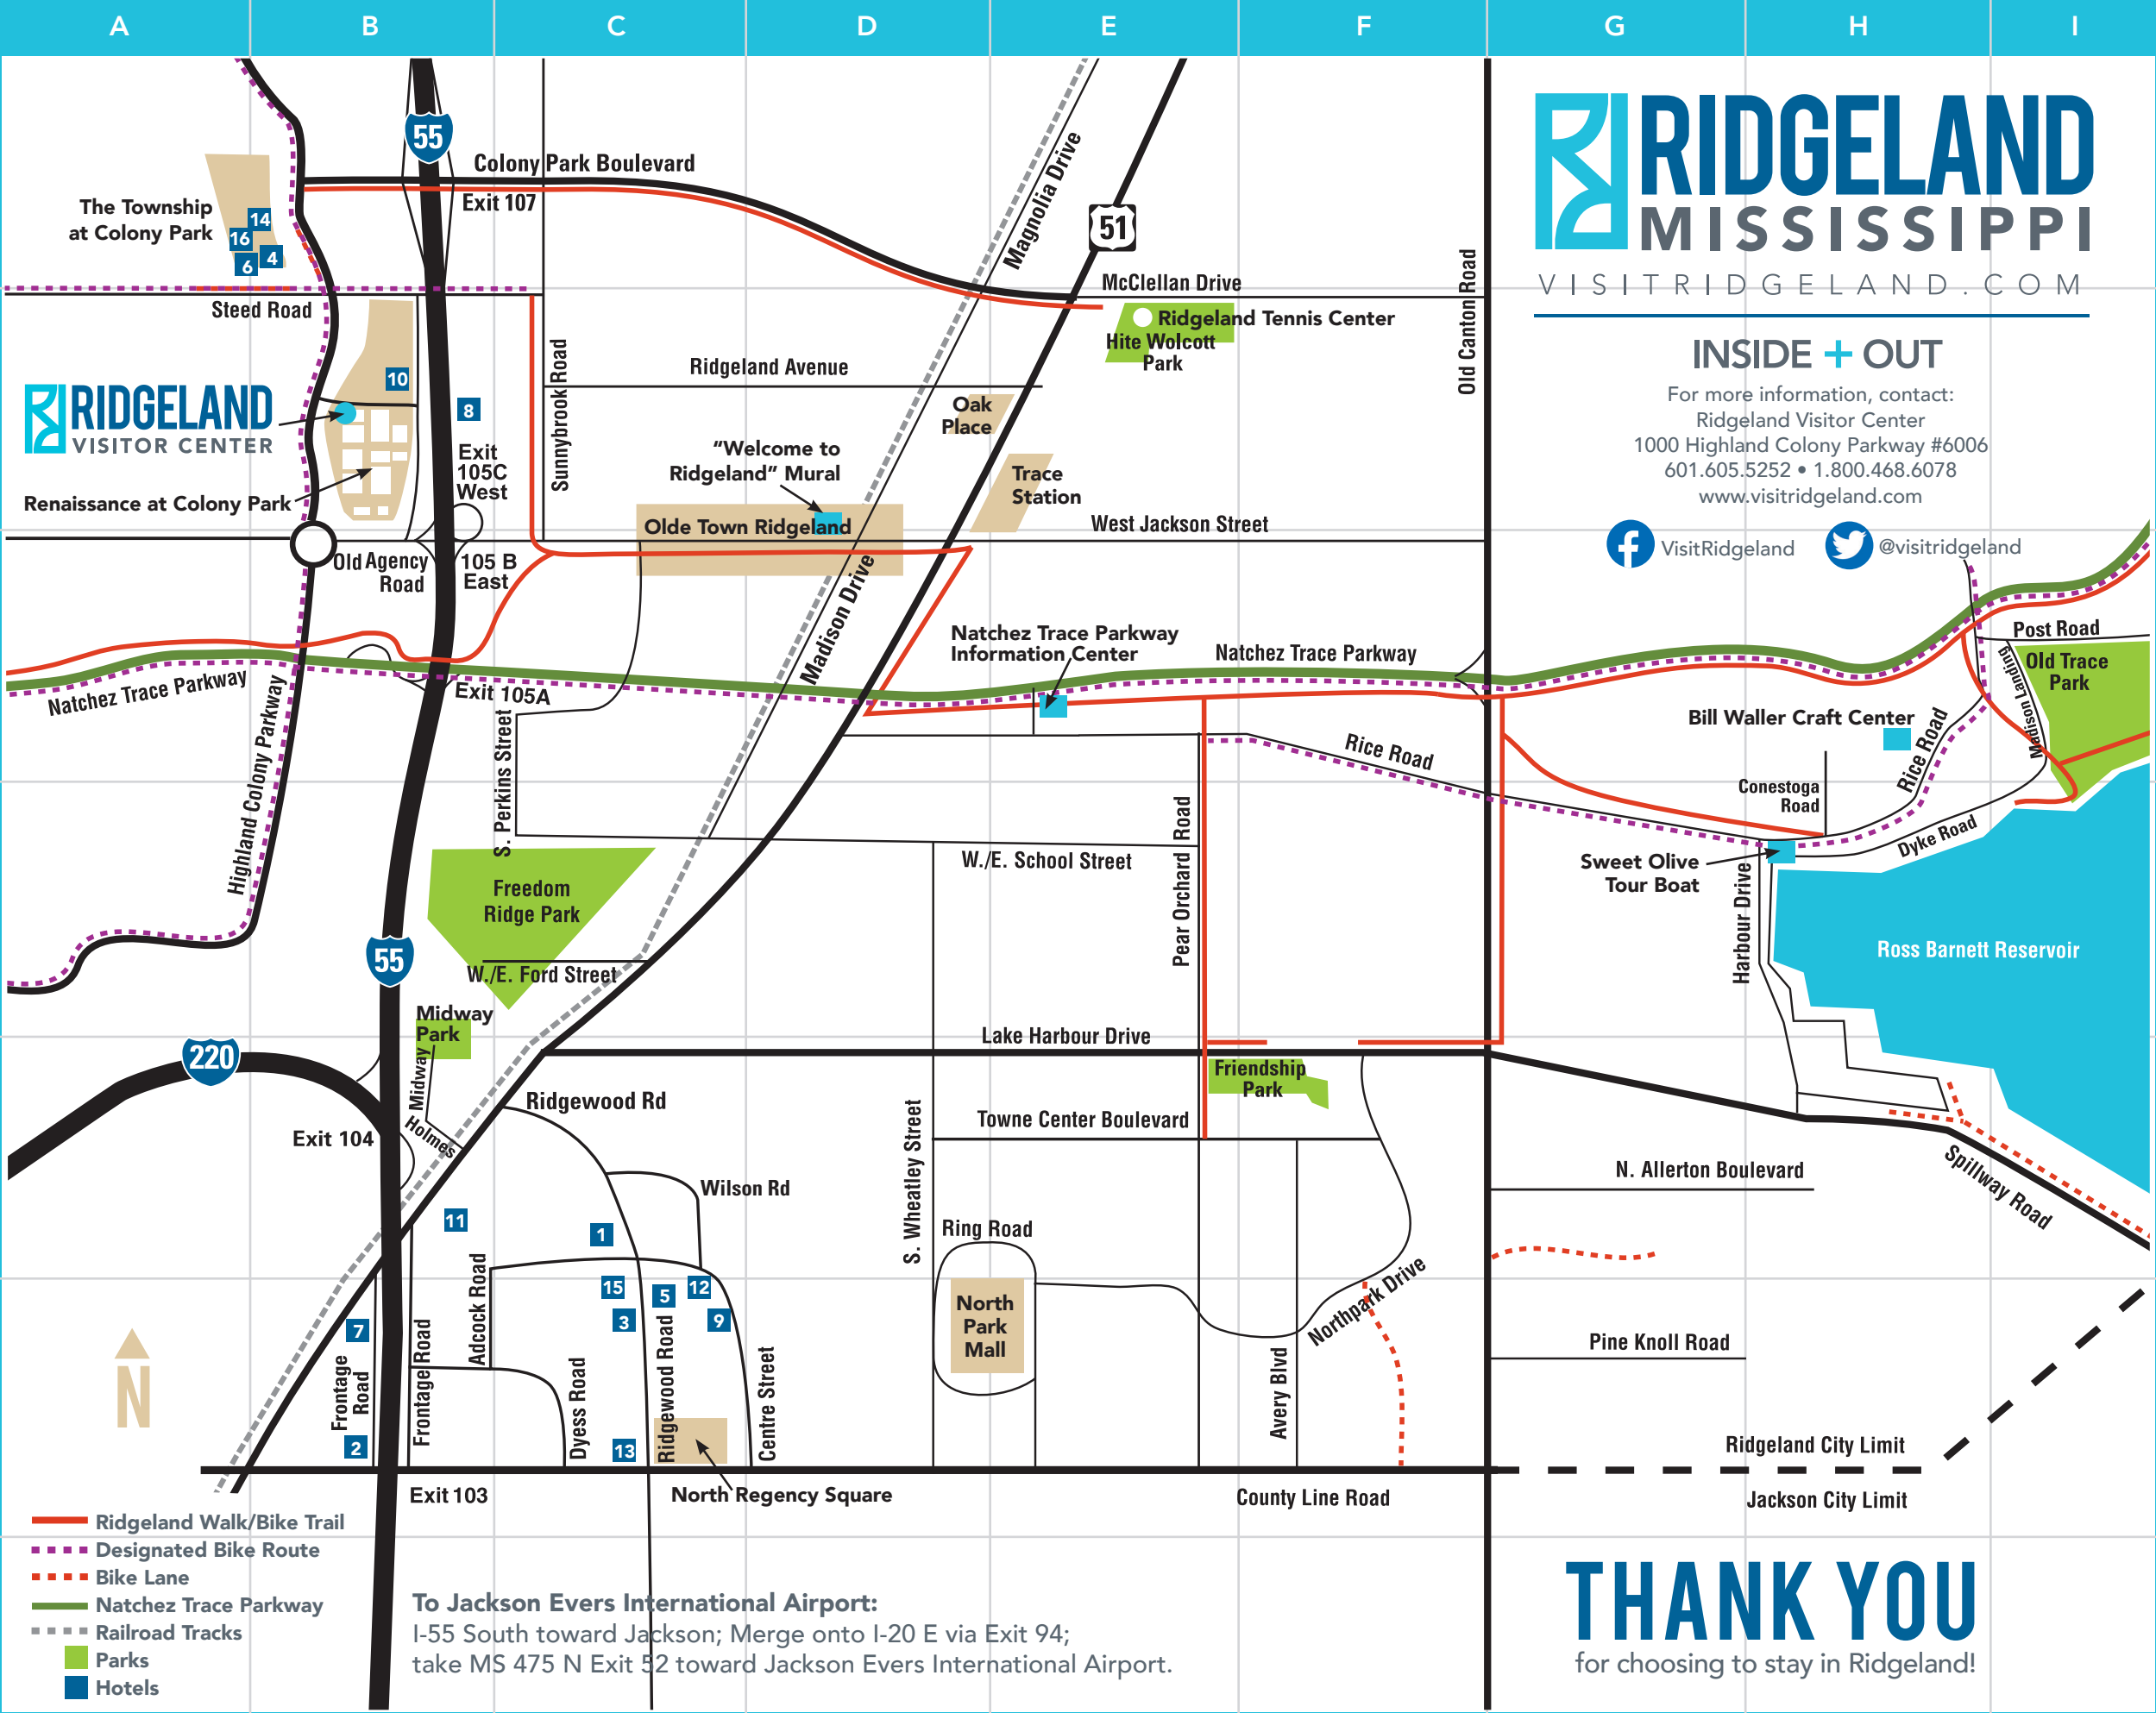 A B C D E F G H I
55
Colony Park Boulevard
Exit 107
The Township
at Colony Park
14
16
4
6
Steed Road
Magnolia Drive
51
McClellan Drive
Ridgeland Tennis Center
Hite Wolcott
Park
Old Canton Road
RIDGELAND
MISSISSIPPI
VISITRIDGELAND.COM
INSIDE + OUT
For more information, contact:
Ridgeland Visitor Center
1000 Highland Colony Parkway #6006
601.605.5252 • 1.800.468.6078
www.visitridgeland.com
VisitRidgeland
@visitridgeland
RIDGELAND
VISITOR CENTER
10
8
Renaissance at Colony Park
Exit
105C
West
Sunnybrook Road
Ridgeland Avenue
Oak
Place
“Welcome to
Ridgeland” Mural
Trace
Station
Olde Town Ridgeland
West Jackson Street
Old Agency
Road
105 B
East
Madison Drive
Natchez Trace Parkway
Information Center
Natchez Trace Parkway
Natchez Trace Parkway
Exit 105A
Highland Colony Parkway
S. Perkins Street
Post Road
Old Trace
Park
Madison Landing
Bill Waller Craft Center
Rice Road
Rice Road
Conestoga
Road
Dyke Road
Sweet Olive
Tour Boat
Harbour Drive
Ross Barnett Reservoir
W./E. School Street
Pear Orchard Road
Freedom
Ridge Park
W./E. Ford Street
55
Midway
Park
220
Midway
Holmes
Exit 104
Lake Harbour Drive
Friendship
Park
Ridgewood Rd
Towne Center Boulevard
Wilson Rd
S. Wheatley Street
N. Allerton Boulevard
Spillway Road
11
1
Ring Road
15
5
12
3
9
7
North
Park
Mall
Northpark Drive
Pine Knoll Road
Adcock Road
Frontage
Road
Frontage Road
Dyess Road
Ridgewood Road
Centre Street
Avery Blvd
2
13
N
Ridgeland City Limit
Exit 103
North Regency Square
County Line Road
Jackson City Limit
Ridgeland Walk/Bike Trail
Designated Bike Route
Bike Lane
Natchez Trace Parkway
Railroad Tracks
Parks
Hotels
To Jackson Evers International Airport:
I-55 South toward Jackson; Merge onto I-20 E via Exit 94;
take MS 475 N Exit 52 toward Jackson Evers International Airport.
THANK YOU
for choosing to stay in Ridgeland!